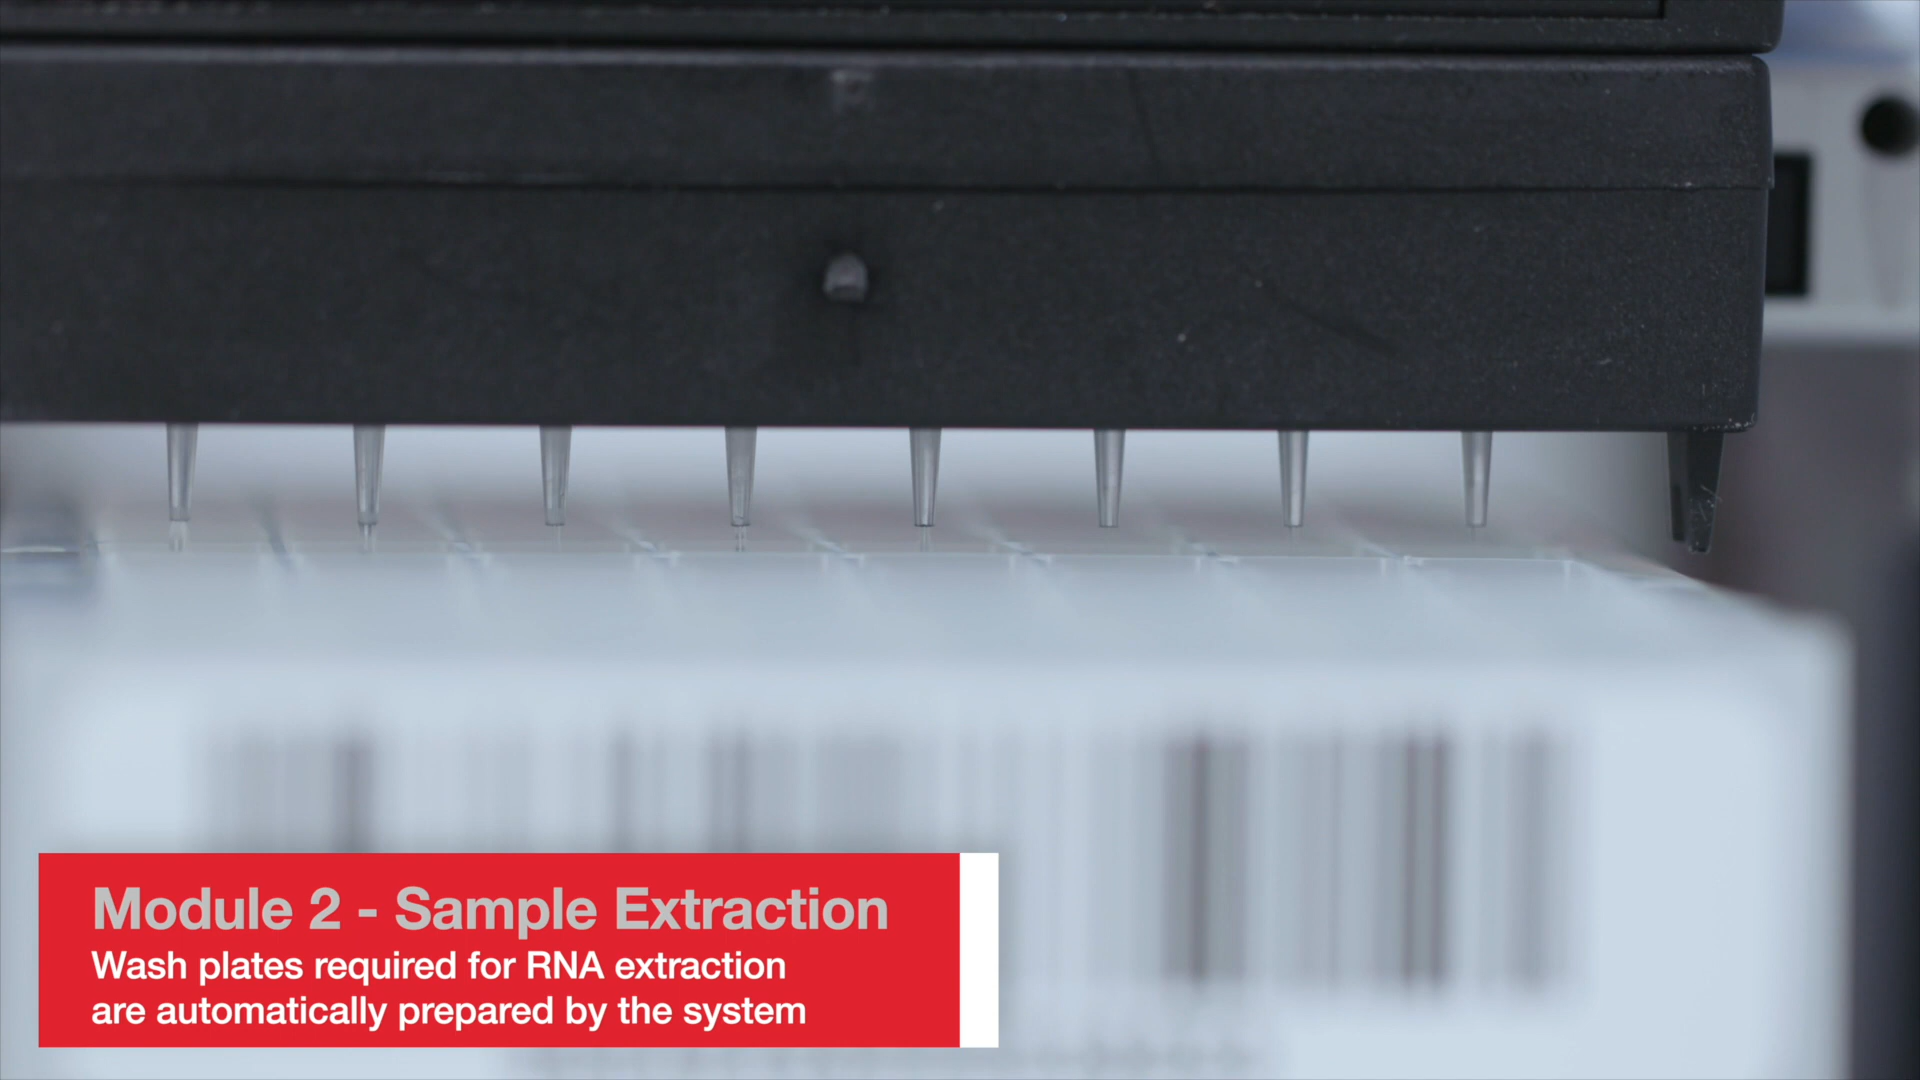 Module 2 - Sample Extraction
Wash plates required for RNA extraction
are automatically prepared by the system